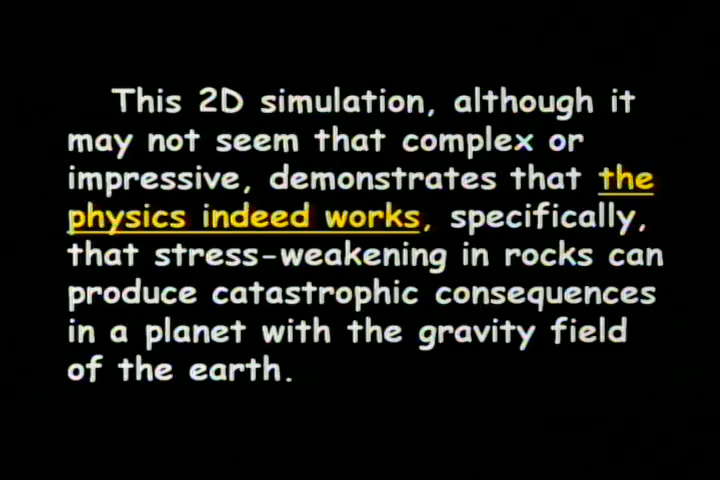 This 2D simulation, although it
may not seem that complex or
impressive, demonstrates that the
physics indeed works, specifically,
that stress-weakening in rocks can
produce catastrophic consequences
in a planet with the gravity field
of the earth.